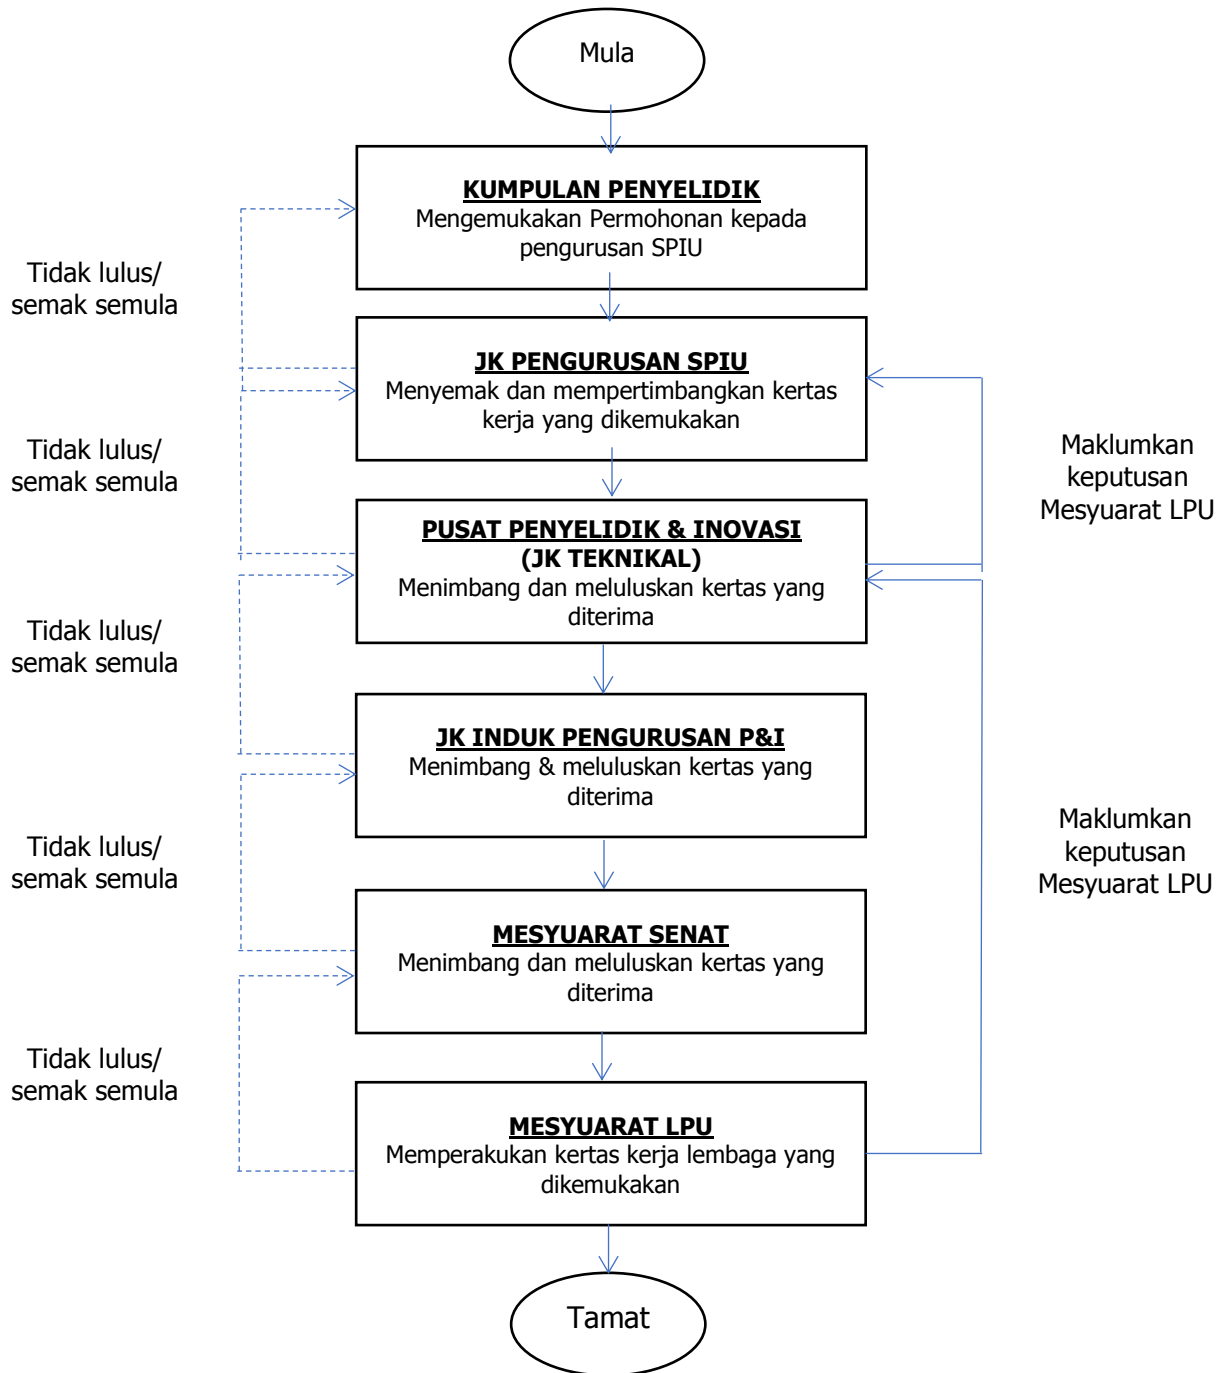 Mula
KUMPULAN PENYELIDIK
Mengemukakan Permohonan kepada
pengurusan SPIU
Tidak lulus/
semak semula
JK PENGURUSAN SPIU
Menyemak dan mempertimbangkan kertas
kerja yang dikemukakan
Tidak lulus/
semak semula
Maklumkan
keputusan
Mesyuarat LPU
PUSAT PENYELIDIK & INOVASI
(JK TEKNIKAL)
Menimbang dan meluluskan kertas yang
diterima
Tidak lulus/
semak semula
JK INDUK PENGURUSAN P&I
Menimbang & meluluskan kertas yang
diterima
Tidak lulus/
semak semula
Maklumkan
keputusan
Mesyuarat LPU
MESYUARAT SENAT
Menimbang dan meluluskan kertas yang
diterima
Tidak lulus/
semak semula
MESYUARAT LPU
Memperakukan kertas kerja lembaga yang
dikemukakan
Tamat